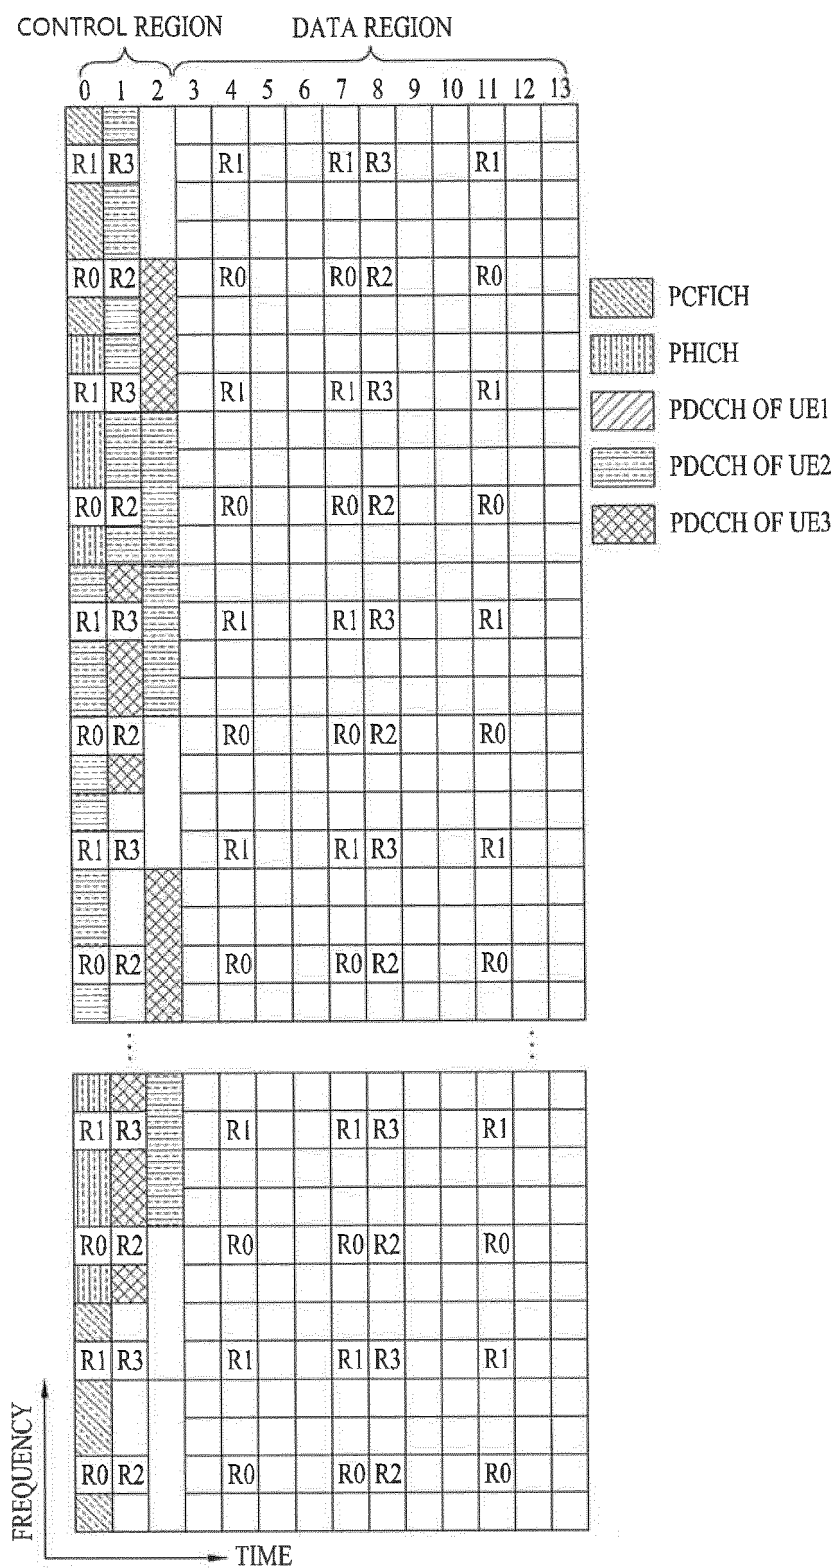 CONTROL REGION DATA REGION
0 1 2 3 4 5 6 7 8 9 10 11 12 13
R1 R3 R1 R1 R3 R1
R0 R2 R0 R0 R2 R0
PCFICH
PHICH
R1 R3 R1 R1 R3 R1
PDCCH OF UE1
PDCCH OF UE2
R0 R2 R0 R0 R2 R0
PDCCH OF UE3
R1 R3 R1 R1 R3 R1
R0 R2 R0 R0 R2 R0
R1 R3 R1 R1 R3 R1
R0 R2 R0 R0 R2 R0
R1 R3 R1 R1 R3 R1
R0 R2 R0 R0 R2 R0
R1 R3 R1 R1 R3 R1
R0 R2 R0 R0 R2 R0
FREQUENCY
TIME